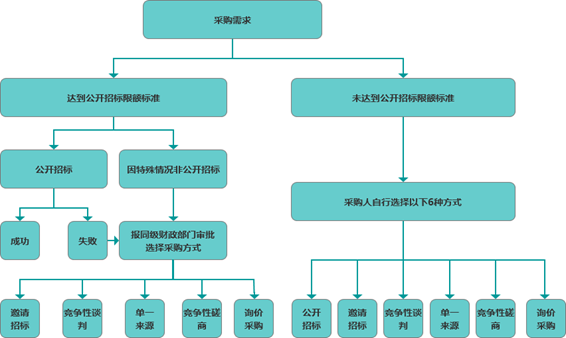 采购需求
达到公开招标限额标准
未达到公开招标限额标准
公开招标
因特殊情况非公开招标
采购人自行选择以下6种方式
成功
失败
报同级财政部门审批
选择采购方式
邀请
招标
竞争性谈
判
单一
来源
竞争性磋
商
询价
采购
公开
招标
邀请
招标
竞争性谈
判
单一
来源
竞争性磋
商
询价
采购